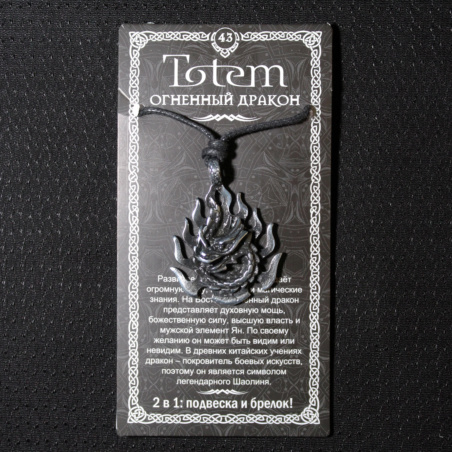 43
Totem
ОГНЕННЫЙ ДРАКОН
огромную
магические
знания. На
дракон
представляет духовную мощь,
божественную силу, высшую власть и
мужской элемент Ян. По своему
желанию он может быть видим или
невидим. В древних китайских учениях
дракон – покровитель боевых искусств,
поэтому он является символом
легендарного Шаолиня.
2 в 1: подвеска и брелок!